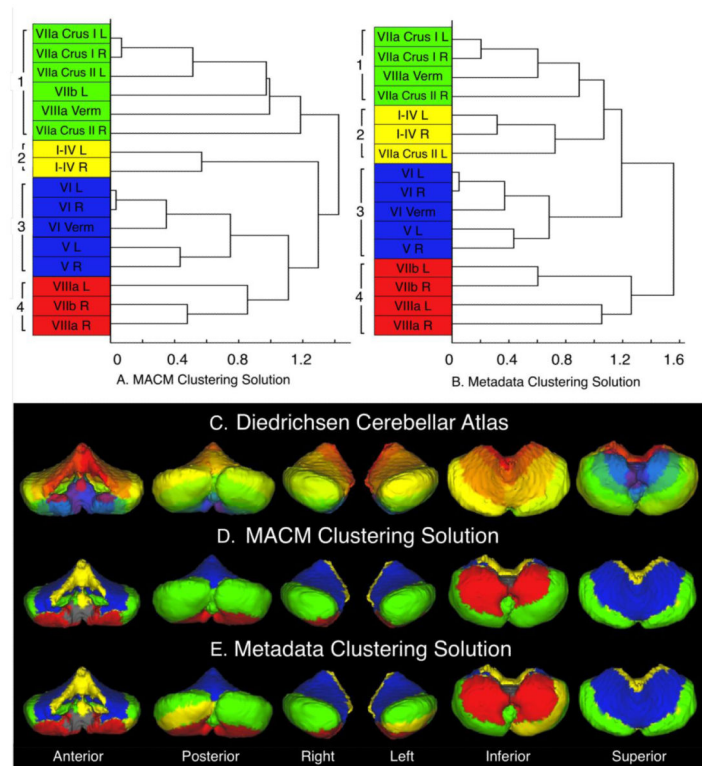 VIIa Crus I L
VIIa Crus I R
VIIa Crus II L
VIIb L
VIIIa Verm
VIIa Crus II R
I-IV L
I-IV R
VI L
VI R
VI Verm
V L
V R
VIIIa L
VIIb R
VIIIa R
1
2
3
4
0 0.4 0.8 1.2
A. MACM Clustering Solution
VIIa Crus I L
VIIa Crus I R
VIIIa Verm
VIIa Crus II R
I-IV L
I-IV R
VIIa Crus II L
VI L
VI R
VI Verm
V L
V R
VIIb L
VIIb R
VIIIa L
VIIIa R
1
2
3
4
0 0.4 0.8 1.2 1.6
B. Metadata Clustering Solution
C. Diedrichsen Cerebellar Atlas
D. MACM Clustering Solution
E. Metadata Clustering Solution
Anterior Posterior Right Left Inferior Superior